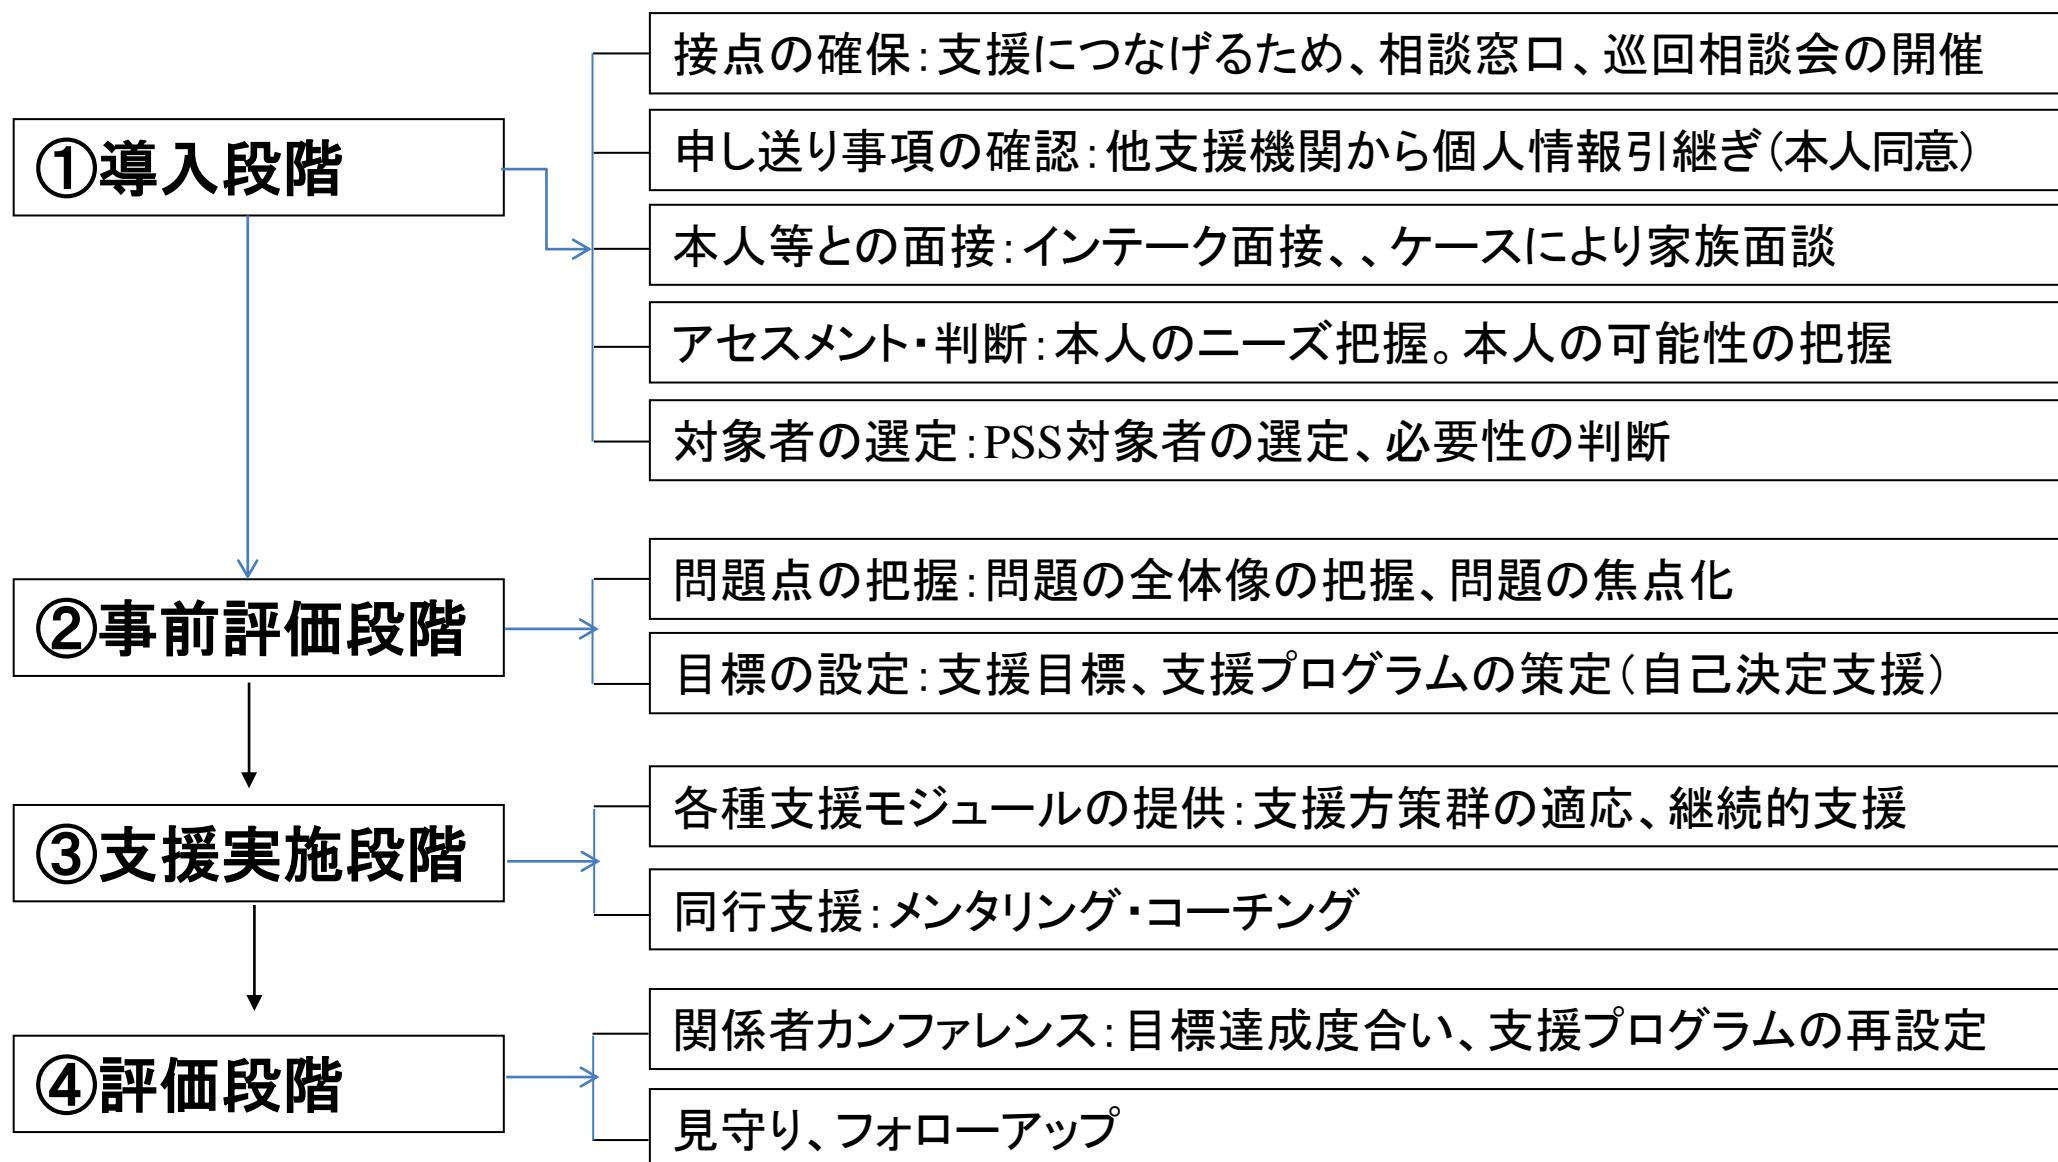 ①導入段階
接点の確保：支援につなげるため、相談窓口、巡回相談会の開催
申し送り事項の確認：他支援機関から個人情報引継ぎ（本人同意）
本人等との面接：インテーク面接、、ケースにより家族面談
アセスメント・判断：本人のニーズ把握。本人の可能性の把握
対象者の選定：PSS対象者の選定、必要性の判断
②事前評価段階
問題点の把握：問題の全体像の把握、問題の焦点化
目標の設定：支援目標、支援プログラムの策定（自己決定支援）
③支援実施段階
各種支援モジュールの提供：支援方策群の適応、継続的支援
同行支援：メンタリング・コーチング
④評価段階
関係者カンファレンス：目標達成度合い、支援プログラムの再設定
見守り、フォローアップ